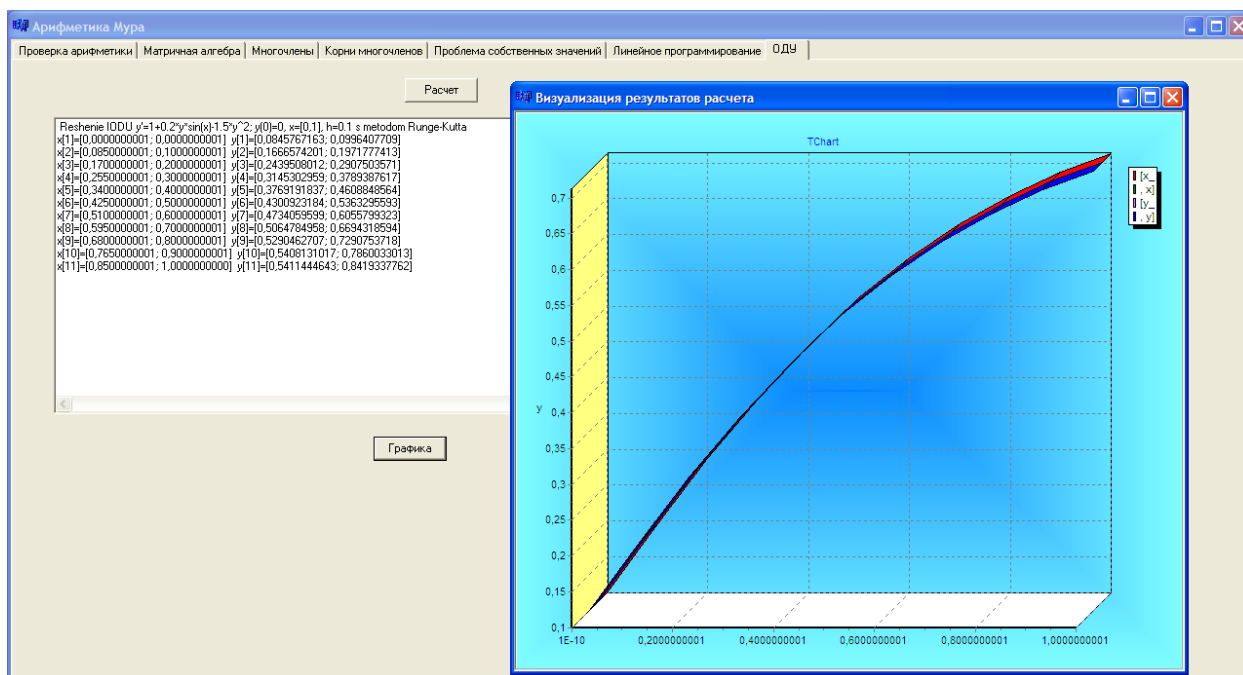 Арифметика Мура
Проверка арифметики Матричная алгебра Многочлены Корни многочленов Проблема собственных значений Линейное программирование ОДУ
Расчет
Reshenie IODU y'=1+0.2*y*sin(x)-1.5*y^2; y(0)=0, x=[0,1], h=0.1 s metodom Runge-Kutta
x[1]=[0,0000000001; 0,0000000001] y[1]=[0,0845767163; 0,0996407709]
x[2]=[0,0850000001; 0,1000000001] y[2]=[0,1666574201; 0,1971777413]
x[3]=[0,1700000001; 0,2000000001] y[3]=[0,2439508012; 0,2907503571]
x[4]=[0,2550000001; 0,3000000001] y[4]=[0,3145302959; 0,3789387617]
x[5]=[0,3400000001; 0,4000000001] y[5]=[0,3769191837; 0,4608848564]
x[6]=[0,4250000001; 0,5000000001] y[6]=[0,4300923184; 0,5363295593]
x[7]=[0,5100000001; 0,6000000001] y[7]=[0,4734059599; 0,6055799323]
x[8]=[0,5950000001; 0,7000000001] y[8]=[0,5064784958; 0,6694318594]
x[9]=[0,6800000001; 0,8000000001] y[9]=[0,5290462707; 0,7290753718]
x[10]=[0,7650000001; 0,9000000001] y[10]=[0,5408131017; 0,7860033013]
x[11]=[0,8500000001; 1,0000000000] y[11]=[0,5411444643; 0,8419337762]
Графика
Визуализация результатов расчета
TChart
[x_
, x]
[y_
, y]
0,7
0,65
0,6
0,55
0,5
0,45
0,4
y
0,35
0,3
0,25
0,2
0,15
0,1
1E-10 0,2000000001 0,4000000001 0,6000000001 0,8000000001 1,0000000001